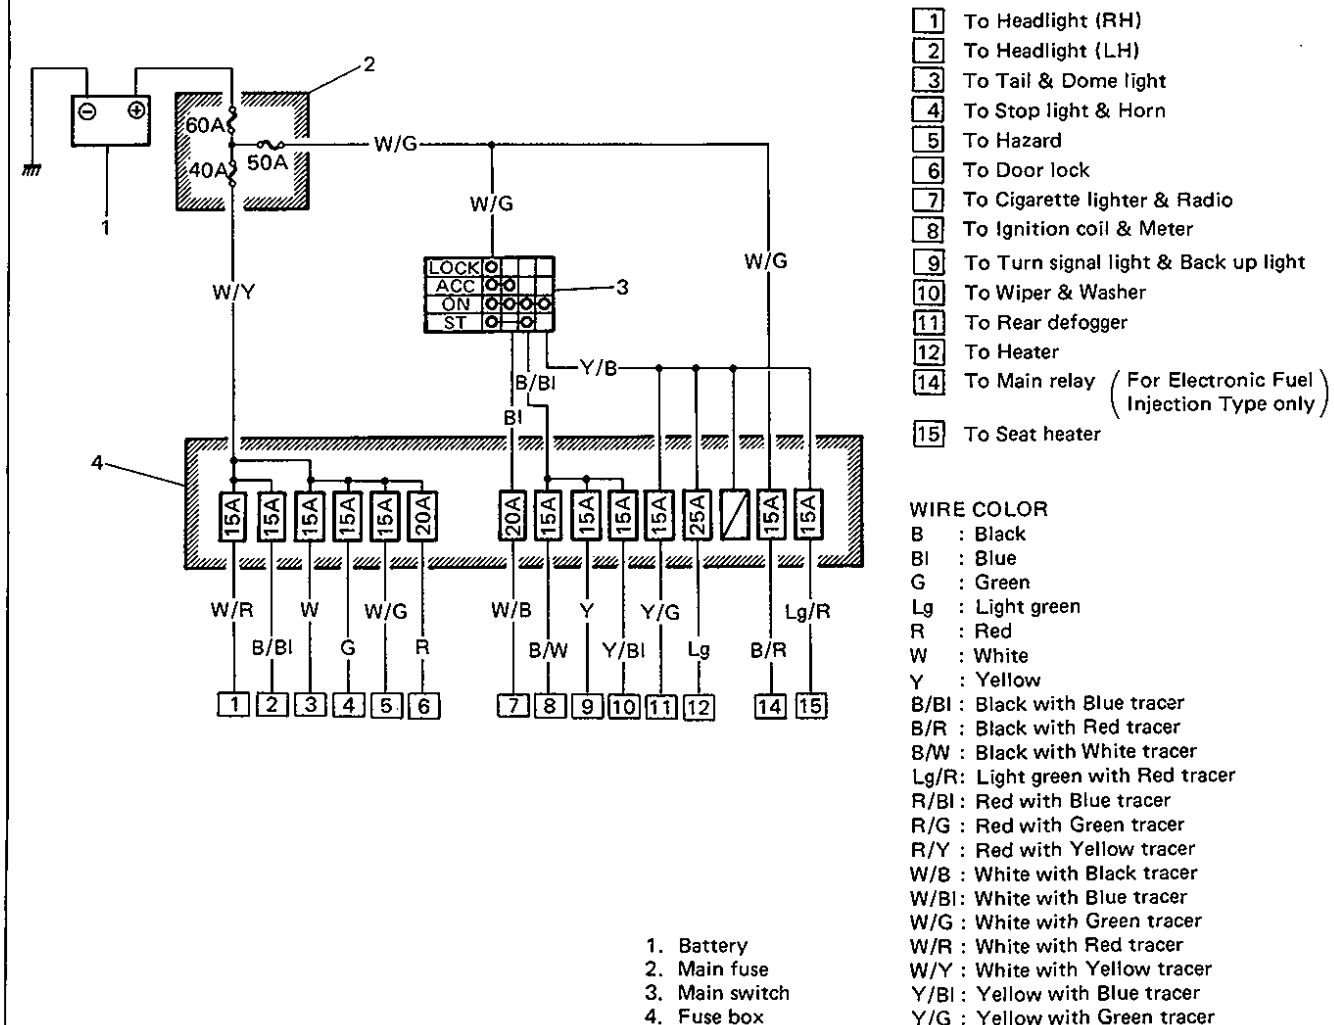 2
60A
50A
40A
W/G
1
W/G
W/G
W/Y
LOCK
ACC
ON
ST
3
Y/B
B/Bl
Bl
4
15A 15A 15A 15A 15A 20A 20A 15A 15A 15A 15A 25A 15A 15A
W/R W W/G W/B Y Y/G Lg/R
B/Bl G R B/W Y/Bl Lg B/R
1 2 3 4 5 6 7 8 9 10 11 12 14 15
1 To Headlight (RH)
2 To Headlight (LH)
3 To Tail & Dome light
4 To Stop light & Horn
5 To Hazard
6 To Door lock
7 To Cigarette lighter & Radio
8 To Ignition coil & Meter
9 To Turn signal light & Back up light
10 To Wiper & Washer
11 To Rear defogger
12 To Heater
14 To Main relay (For Electronic Fuel
Injection Type only)
15 To Seat heater
WIRE COLOR
B : Black
Bl : Blue
G : Green
Lg : Light green
R : Red
W : White
Y : Yellow
B/Bl : Black with Blue tracer
B/R : Black with Red tracer
B/W : Black with White tracer
Lg/R: Light green with Red tracer
R/Bl : Red with Blue tracer
R/G : Red with Green tracer
R/Y : Red with Yellow tracer
W/B : White with Black tracer
W/Bl : White with Blue tracer
W/G : White with Green tracer
W/R : White with Red tracer
W/Y : White with Yellow tracer
Y/Bl : Yellow with Blue tracer
Y/G : Yellow with Green tracer
1. Battery
2. Main fuse
3. Main switch
4. Fuse box